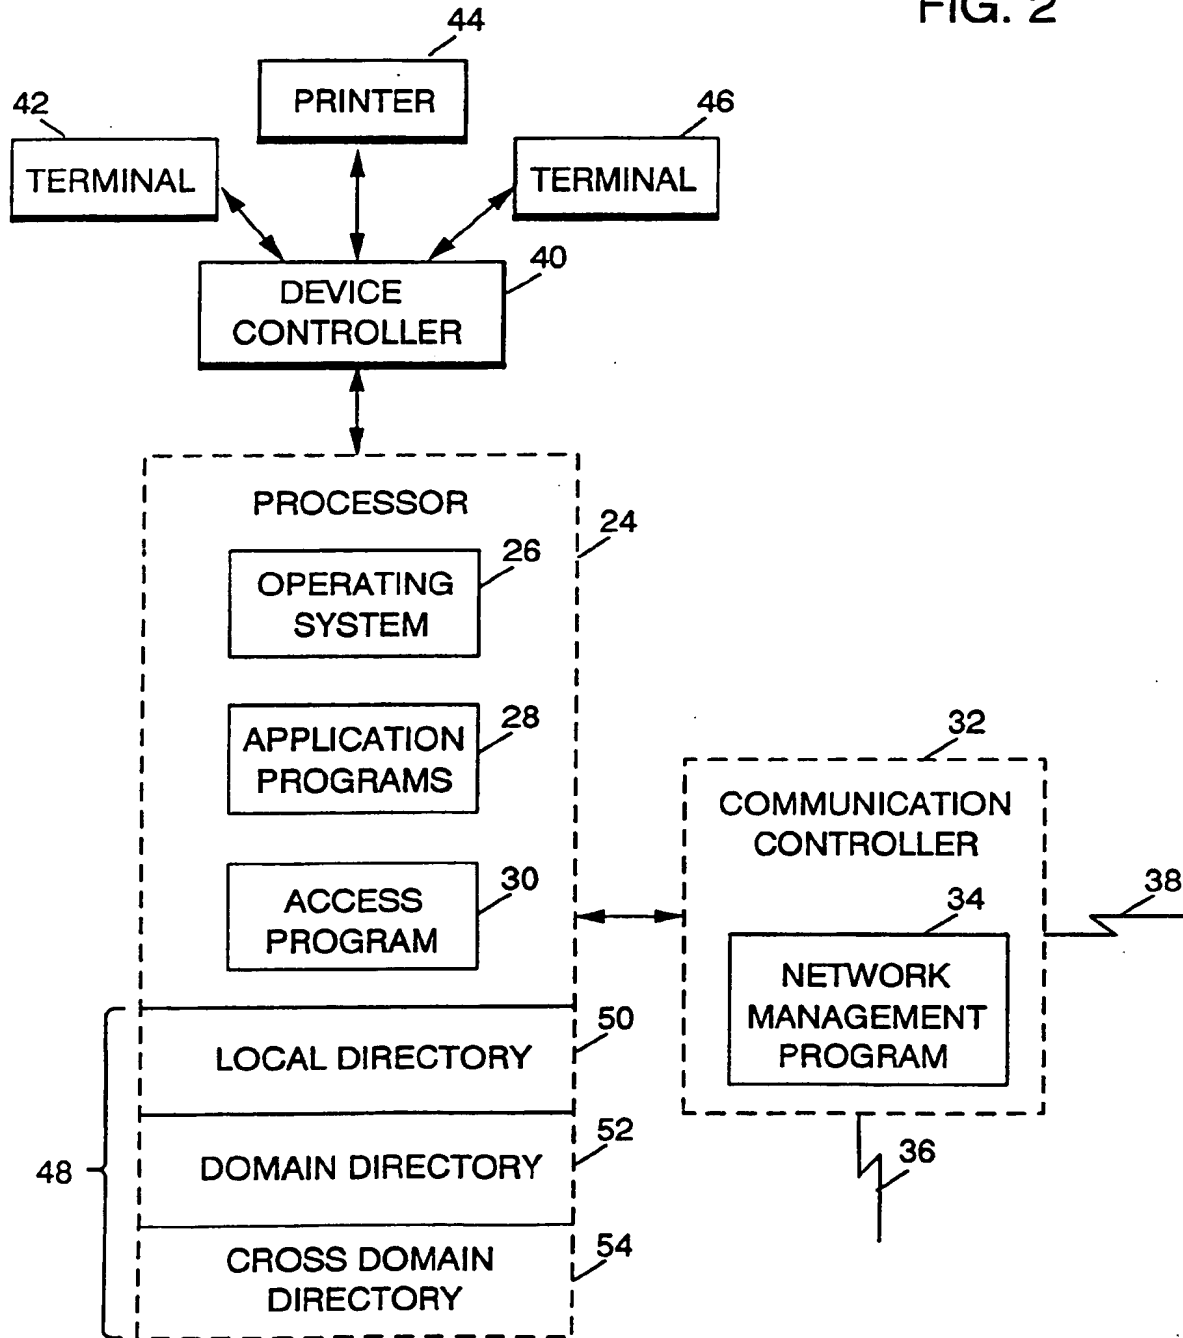 FIG. 2
44
PRINTER
42
TERMINAL
46
TERMINAL
40
DEVICE
CONTROLLER
PROCESSOR
24
26
OPERATING
SYSTEM
28
APPLICATION
PROGRAMS
30
ACCESS
PROGRAM
32
COMMUNICATION
CONTROLLER
34
NETWORK
MANAGEMENT
PROGRAM
38
36
48
50
LOCAL DIRECTORY
52
DOMAIN DIRECTORY
54
CROSS DOMAIN
DIRECTORY